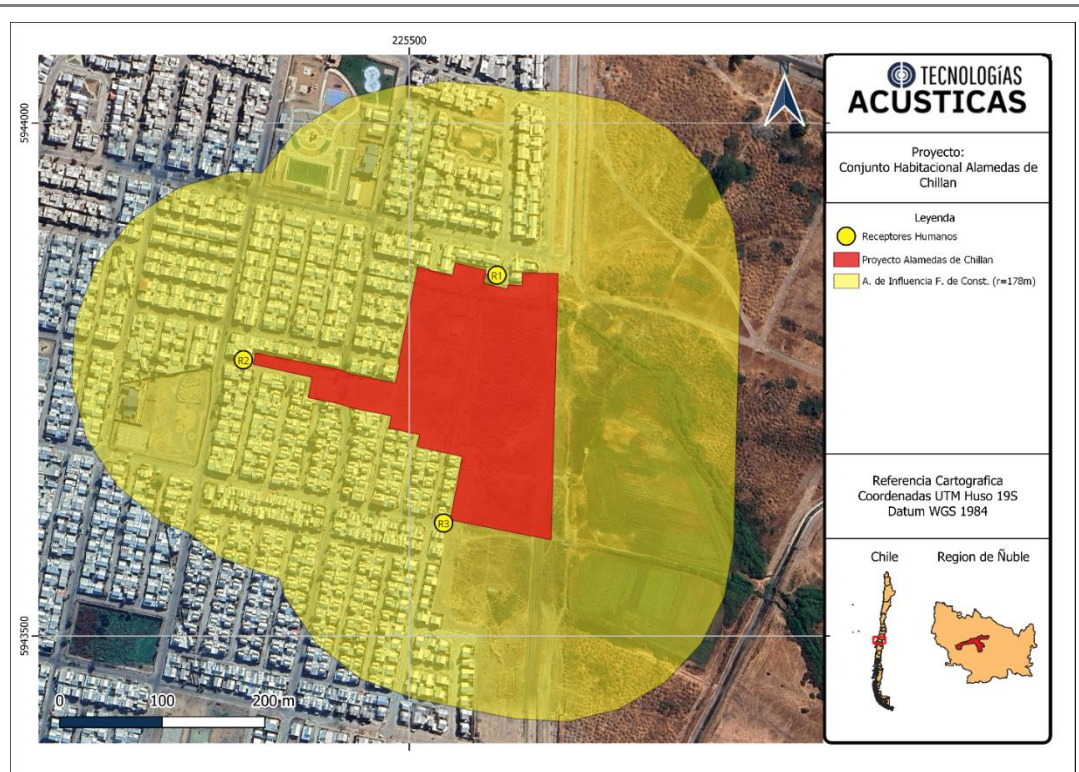 225500
5944000
5943500
R1
R2
R3
0 100 200 m
TECNOLOGÍAS
ACUSTICAS
Proyecto:
Conjunto Habitacional Alamedas de
Chillan
Leyenda
Receptores Humanos
Proyecto Alamedas de Chillan
A. de Influencia F. de Const. (r=178m)
Referencia Cartografica
Coordenadas UTM Huso 19S
Datum WGS 1984
Chile
Region de Ñuble